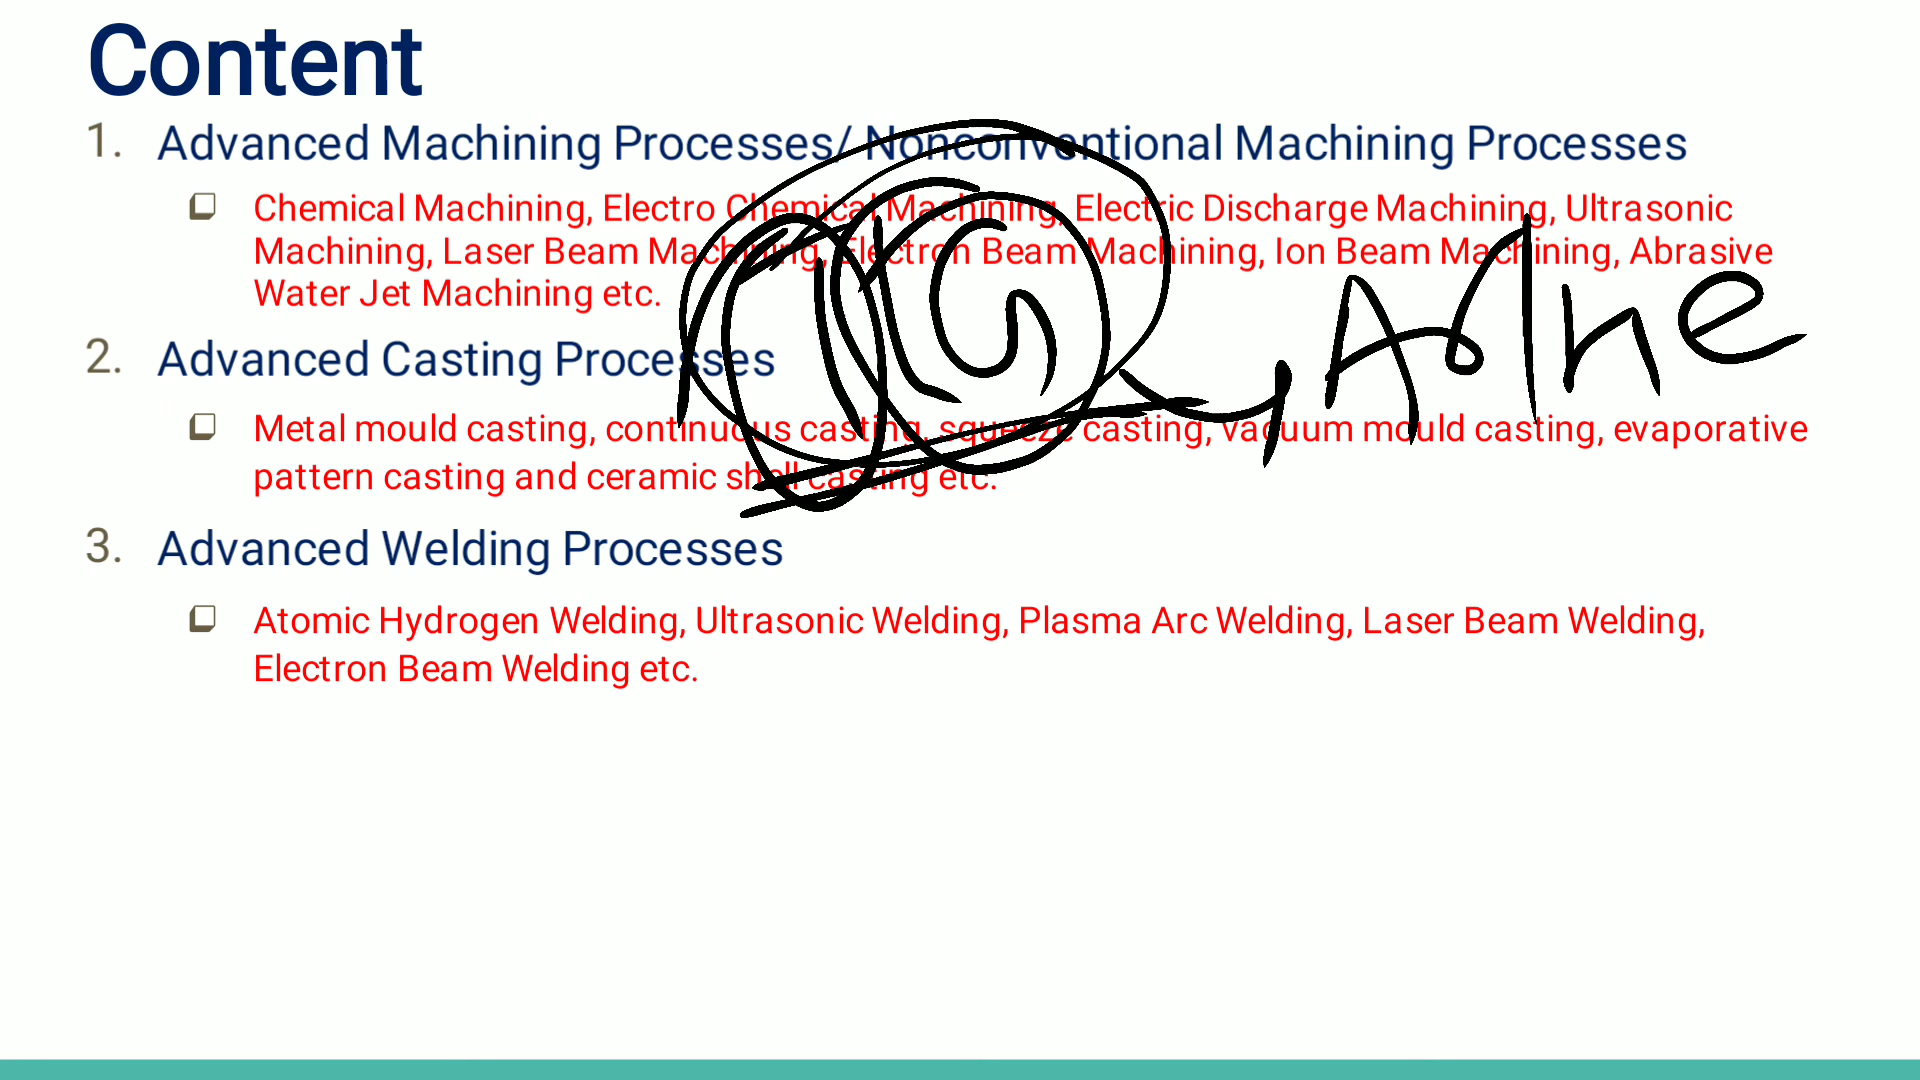 Content
1. Advanced Machining Processes/ Nonconventional Machining Processes
❑ Chemical Machining, Electro Chemical Machining, Electric Discharge Machining, Ultrasonic
Machining, Laser Beam Machining, Electron Beam Machining, Ion Beam Machining, Abrasive
Water Jet Machining etc.
2. Advanced Casting Processes
❑ Metal mould casting, continuous casting, squeeze casting, vacuum mould casting, evaporative
pattern casting and ceramic shell casting etc.
3. Advanced Welding Processes
❑ Atomic Hydrogen Welding, Ultrasonic Welding, Plasma Arc Welding, Laser Beam Welding,
Electron Beam Welding etc.